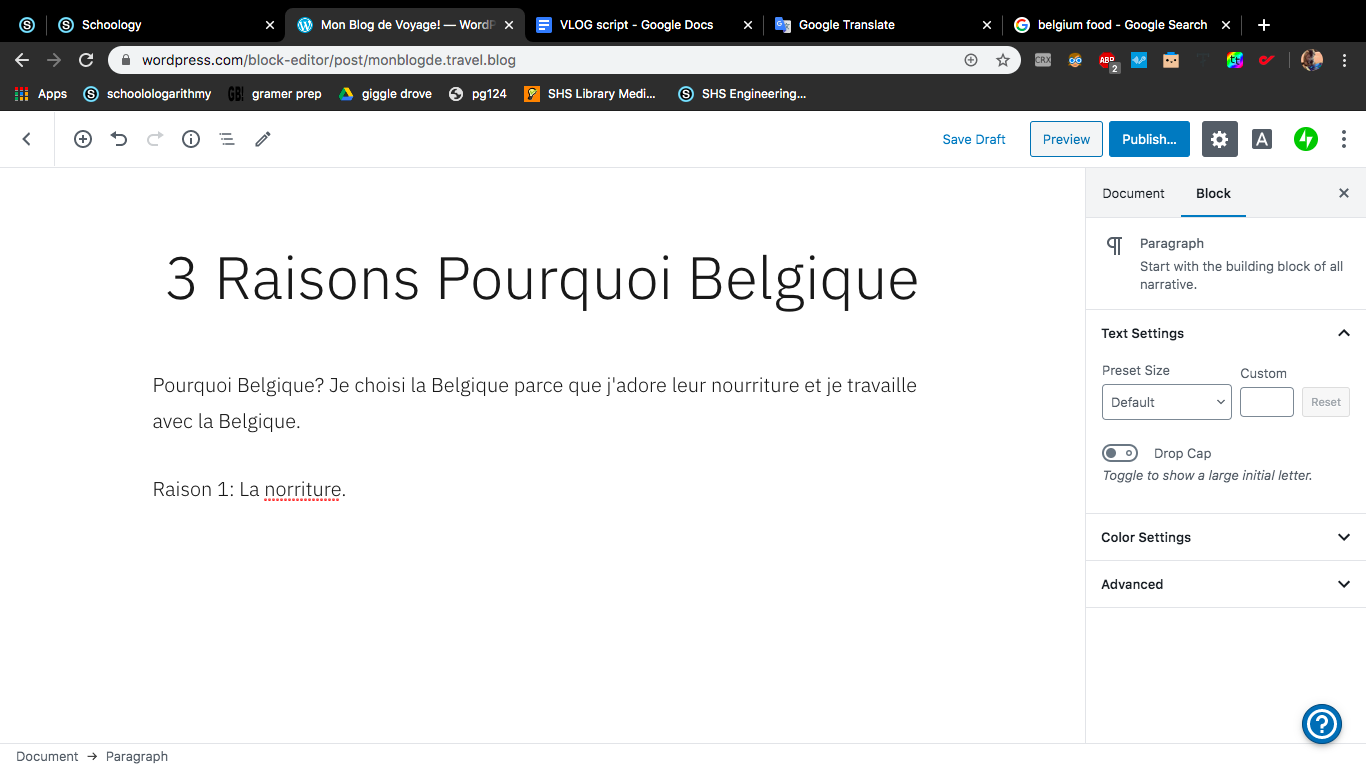 Schoology
Mon Blog de Voyage! — WordP
VLOG script - Google Docs
Google Translate
belgium food - Google Search
wordpress.com/block-editor/post/monblogde.travel.blog
CRX
ABP
2
Apps
schoolologarithmy
GB!
gramer prep
giggle drove
pg124
SHS Library Medi...
SHS Engineering...
Save Draft
Preview
Publish...
A
Document
Block
Paragraph
Start with the building block of all
narrative.
3 Raisons Pourquoi Belgique
Pourquoi Belgique? Je choisi la Belgique parce que j'adore leur nourriture et je travaille
avec la Belgique.
Raison 1: La norriture.
Text Settings
Preset Size
Custom
Default
Reset
Drop Cap
Toggle to show a large initial letter.
Color Settings
Advanced
Document → Paragraph